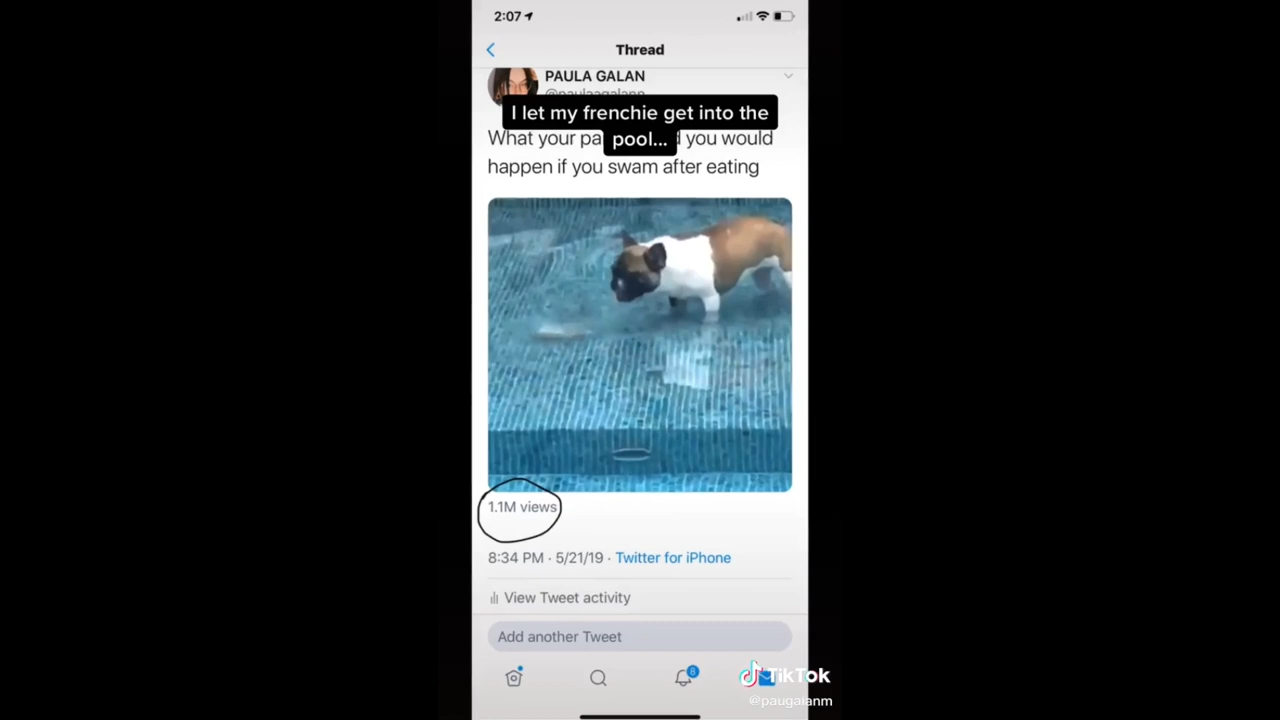 2:07
Thread
PAULA GALAN
@paulaagalann
I let my frenchie get into the
pool...
What your pa d you would
happen if you swam after eating
1.1M views
8:34 PM · 5/21/19 · Twitter for iPhone
View Tweet activity
Add another Tweet
8
TikTok
@paugalanm